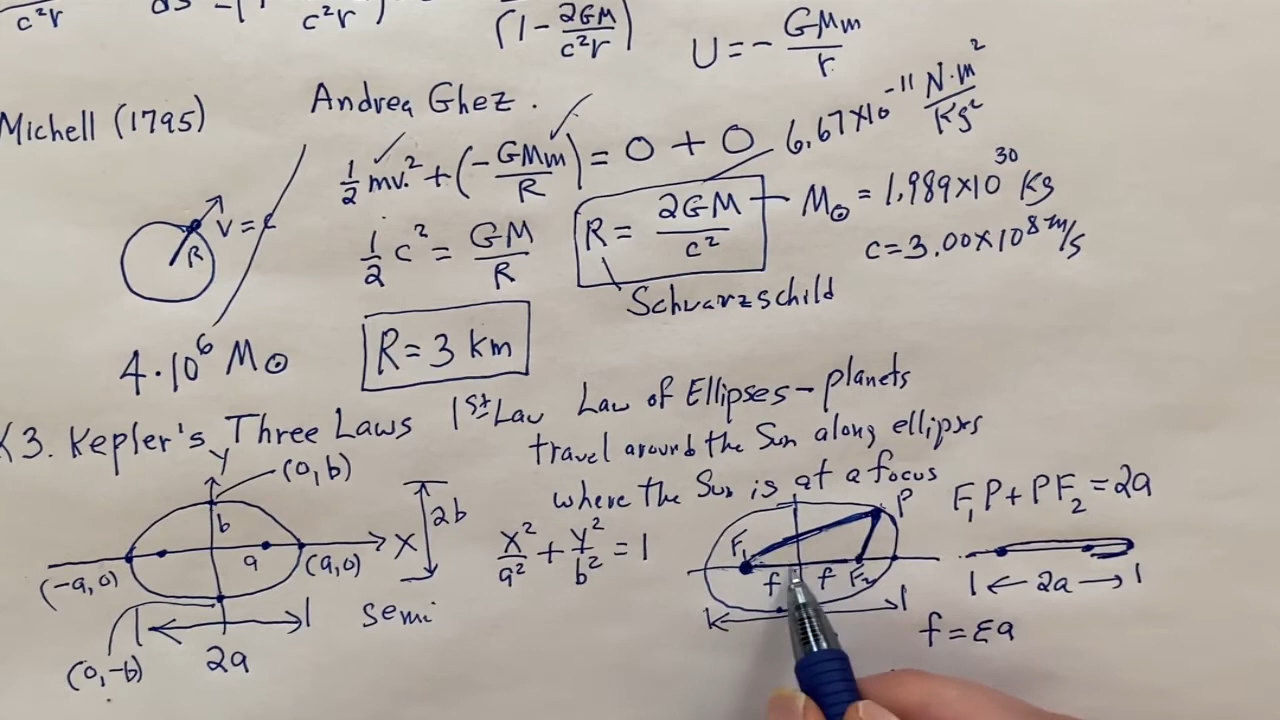 c²r dS = c²r (1 - 2GM/c²r)
U = - GMm/r
Michell (1795)
Andrea Ghez.
½mv.² + (-GMm/R) = 0 + 0
6.67×10⁻¹¹ N·m²/Kg²
V = c
R
½ c² = GM/R
R = 2GM/c²
M☉ = 1.989×10³⁰ Kg
c = 3.00×10⁸ m/s
Schwarzschild
4·10⁶ M☉
R = 3 km
3. Kepler's Three Laws
1st Law
Law of Ellipses - planets
travel around the Sun along ellipses
where the Sun is at a focus
y
(0, b)
b
a
x
2b
(-a, 0)
(a, 0)
(0, -b)
2a
semi
x²/a² + y²/b² = 1
P
F₁
F₂
f
f
F₁P + PF₂ = 2a
2a
f = εa